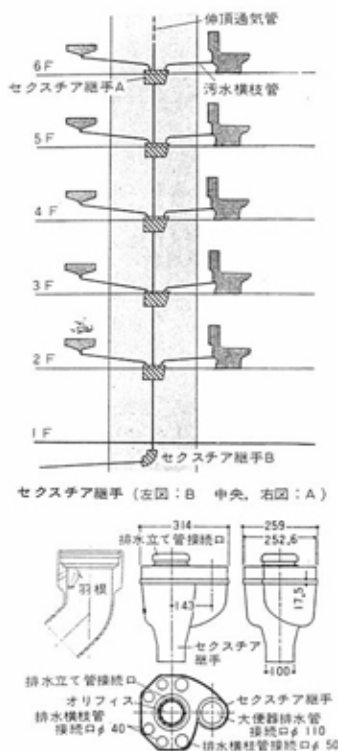 伸頂通気管
6F
セクスチア継手A
汚水横枝管
5F
4F
3F
2F
1F
セクスチア継手B
セクスチア継手 (左図:B 中央,右図:A)
314
259
排水立て管接続口
252,6
羽根
143
17,5
セクスチア
継手
100
排水立て管接続口
オリフィス
セクスチア継手
排水横枝管
大便器排水管
接続口φ40
接続口φ110
排水横枝管接続口φ50